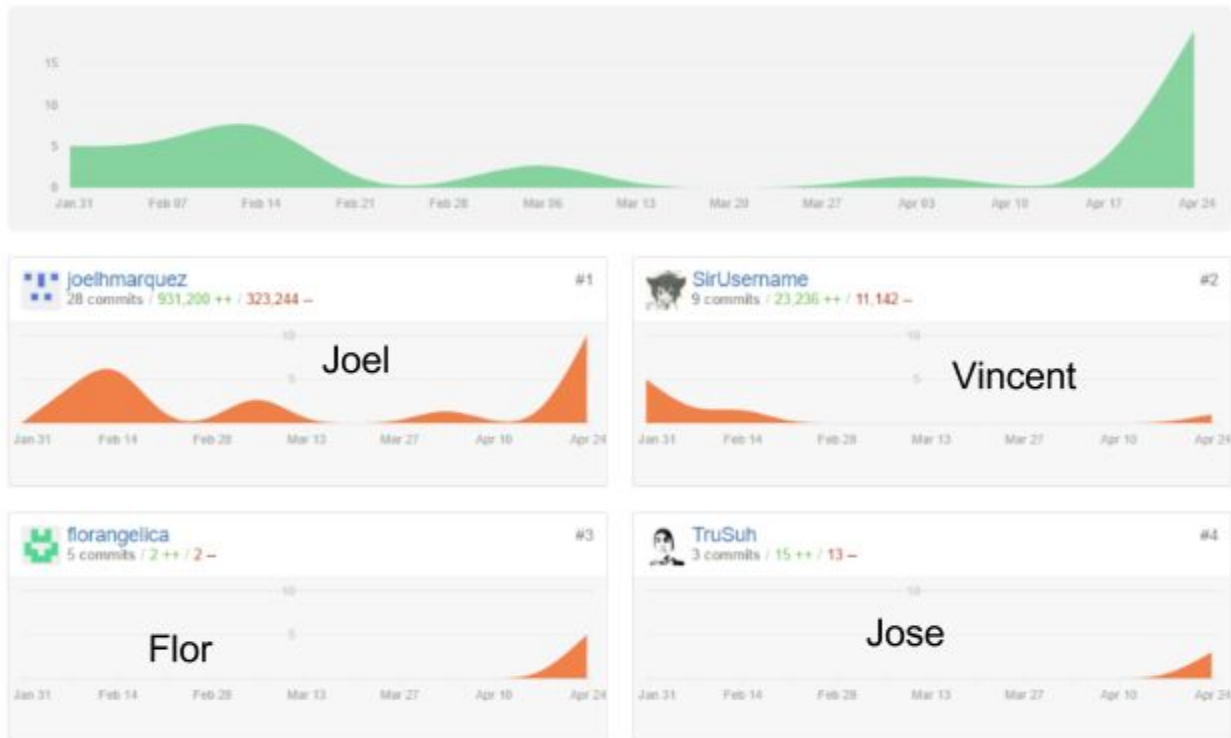 15
10
5
0
Jan 31 Feb 07 Feb 14 Feb 21 Feb 28 Mar 06 Mar 13 Mar 20 Mar 27 Apr 03 Apr 10 Apr 17 Apr 24
joelhmarquez #1
28 commits / 931,200 ++ / 323,244 --
10
Joel
5
Jan 31 Feb 14 Feb 28 Mar 13 Mar 27 Apr 10 Apr 24
SirUsername #2
9 commits / 23,236 ++ / 11,142 --
10
Vincent
5
Jan 31 Feb 14 Feb 28 Mar 13 Mar 27 Apr 10 Apr 24
florangelica #3
5 commits / 2 ++ / 2 --
10
5
Flor
Jan 31 Feb 14 Feb 28 Mar 13 Mar 27 Apr 10 Apr 24
TruSuh #4
3 commits / 15 ++ / 13 --
10
Jose
5
Jan 31 Feb 14 Feb 28 Mar 13 Mar 27 Apr 10 Apr 24